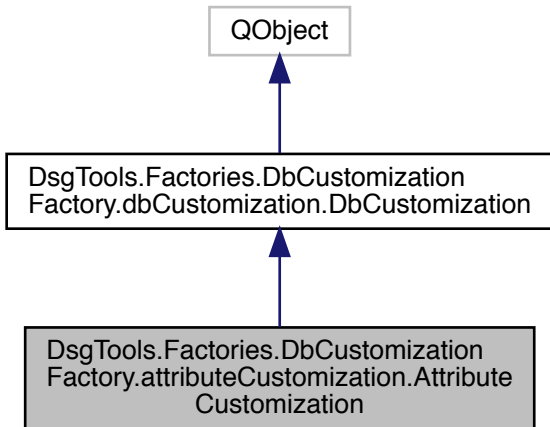 QObject
DsgTools.Factories.DbCustomization
Factory.dbCustomization.DbCustomization
DsgTools.Factories.DbCustomization
Factory.attributeCustomization.Attribute
Customization